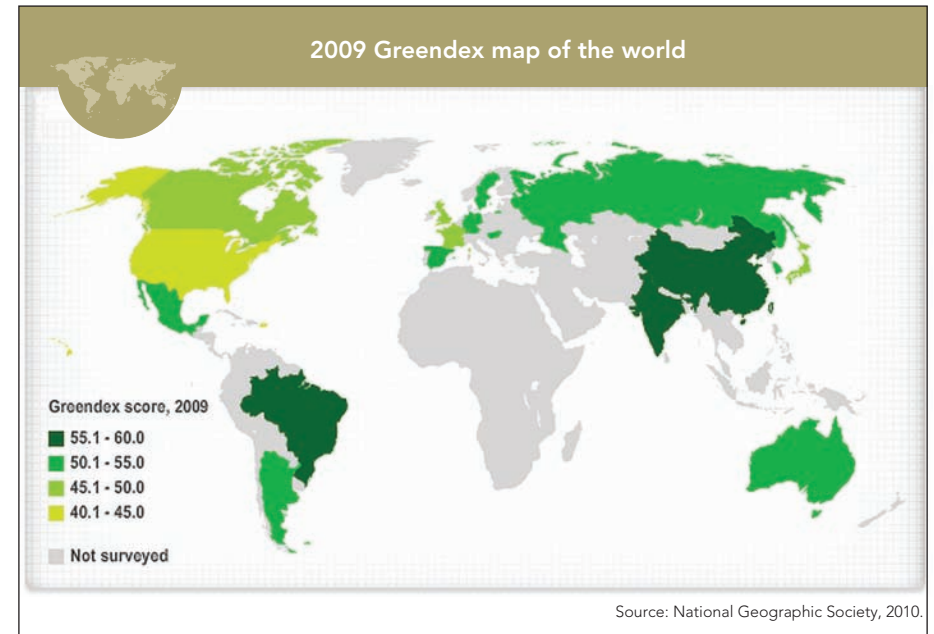 2009 Greendex map of the world
Greendex score, 2009
55.1 - 60.0
50.1 - 55.0
45.1 - 50.0
40.1 - 45.0
Not surveyed
Source: National Geographic Society, 2010.